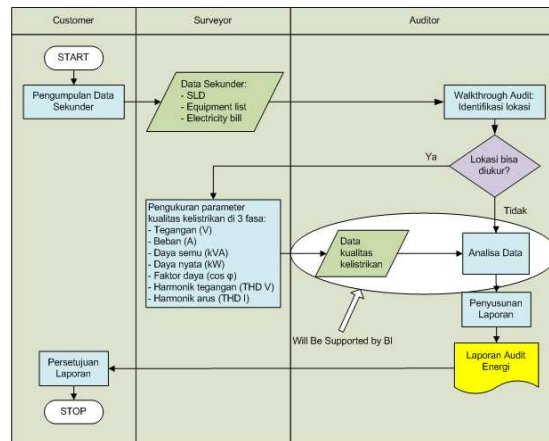 Customer
Surveyor
Auditor
START
Pengumpulan Data
Sekunder
Data Sekunder:
- SLD
- Equipment list
- Electricity bill
Walkthrough Audit:
Identifikasi lokasi
Ya
Lokasi bisa
diukur?
Tidak
Pengukuran parameter
kualitas kelistrikan di 3 fasa:
- Tegangan (V)
- Beban (A)
- Daya semu (kVA)
- Daya nyata (kW)
- Faktor daya (cos φ)
- Harmonik tegangan (THD V)
- Harmonik arus (THD I)
Data
kualitas
kelistrikan
Analisa Data
Will Be Supported by BI
Penyusunan
Laporan
Persetujuan
Laporan
Laporan Audit
Energi
STOP